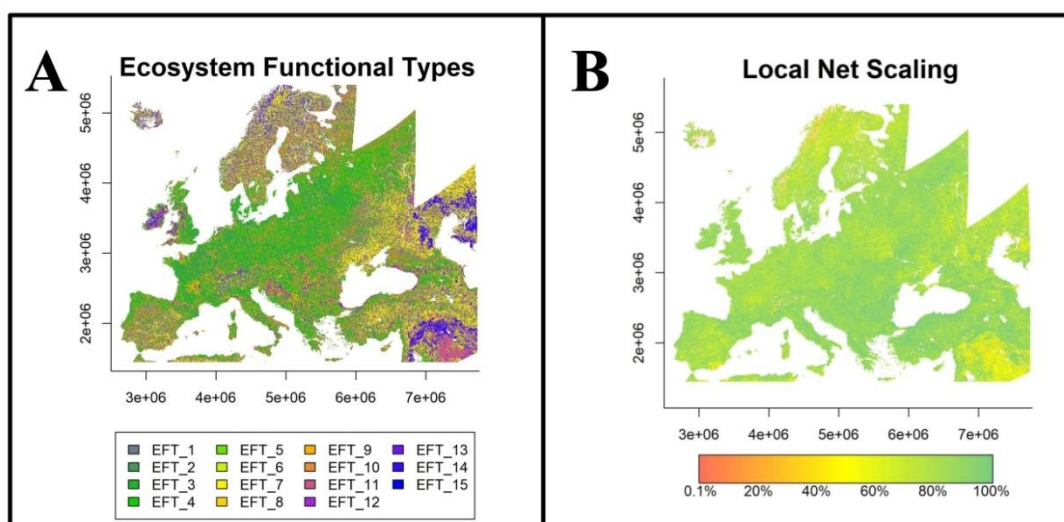 A
Ecosystem Functional Types
5e+06
4e+06
3e+06
2e+06
3e+06 4e+06 5e+06 6e+06 7e+06
EFT_1 EFT_5 EFT_9 EFT_13
EFT_2 EFT_6 EFT_10 EFT_14
EFT_3 EFT_7 EFT_11 EFT_15
EFT_4 EFT_8 EFT_12
B
Local Net Scaling
5e+06
4e+06
3e+06
2e+06
3e+06 4e+06 5e+06 6e+06 7e+06
0.1% 20% 40% 60% 80% 100%